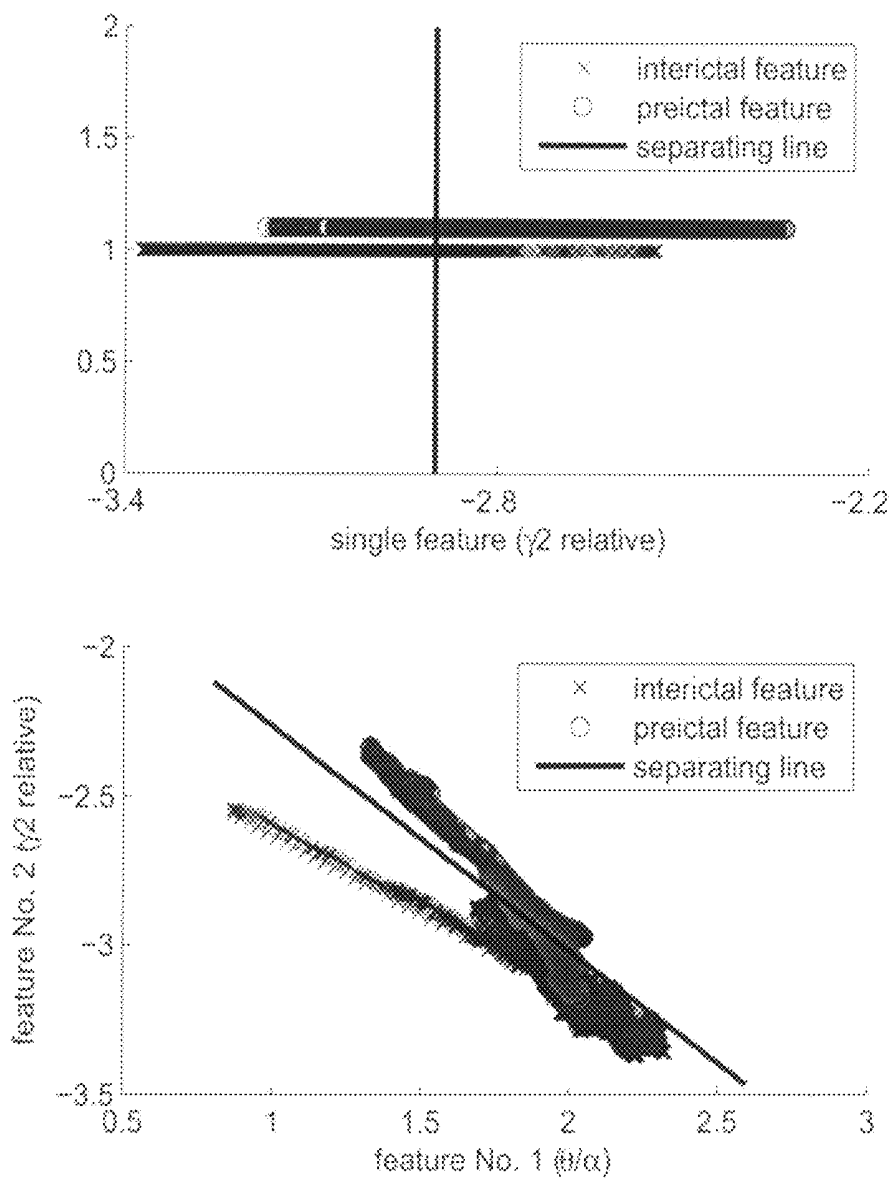 2
interictal feature
preictal feature
1.5
separating line
1
0.5
0
−3.4
−2.8
−2.2
single feature (γ2 relative)
−2
interictal feature
preictal feature
separating line
−2.5
feature No. 2 (γ2 relative)
−3
−3.5
0.5
1
1.5
2
2.5
3
feature No. 1 (θ/α)